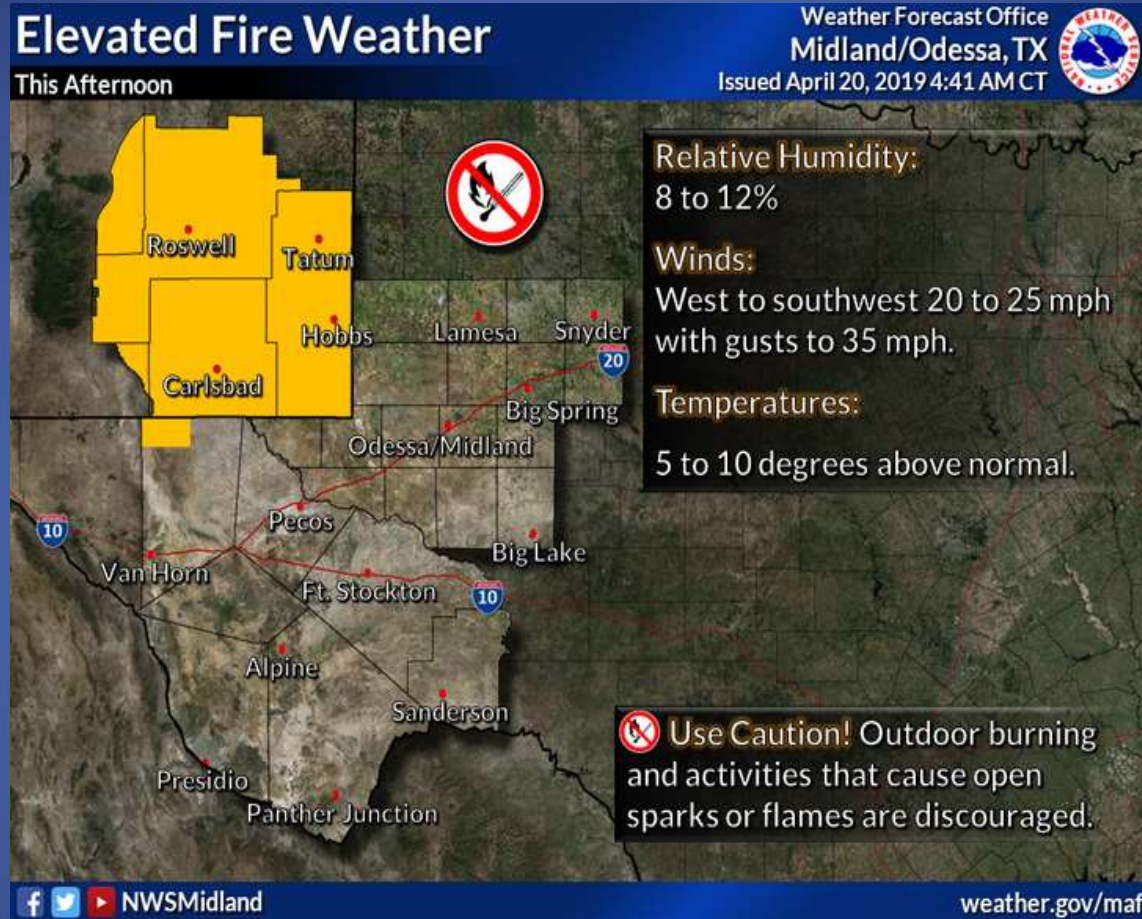 Elevated Fire Weather
This Afternoon
Weather Forecast Office
Midland/Odessa, TX
Issued April 20, 2019 4:41 AM CT
NATIONAL WEATHER SERVICE
Relative Humidity:
8 to 12%
Winds:
West to southwest 20 to 25 mph
with gusts to 35 mph.
Temperatures:
5 to 10 degrees above normal.
Roswell
Tatum
Hobbs
Lamesa
Snyder
20
Carlsbad
Big Spring
Odessa/Midland
Pecos
10
Big Lake
Van Horn
Ft. Stockton
10
Alpine
Sanderson
Presidio
Panther Junction
Use Caution! Outdoor burning
and activities that cause open
sparks or flames are discouraged.
NWSMidland
weather.gov/maf